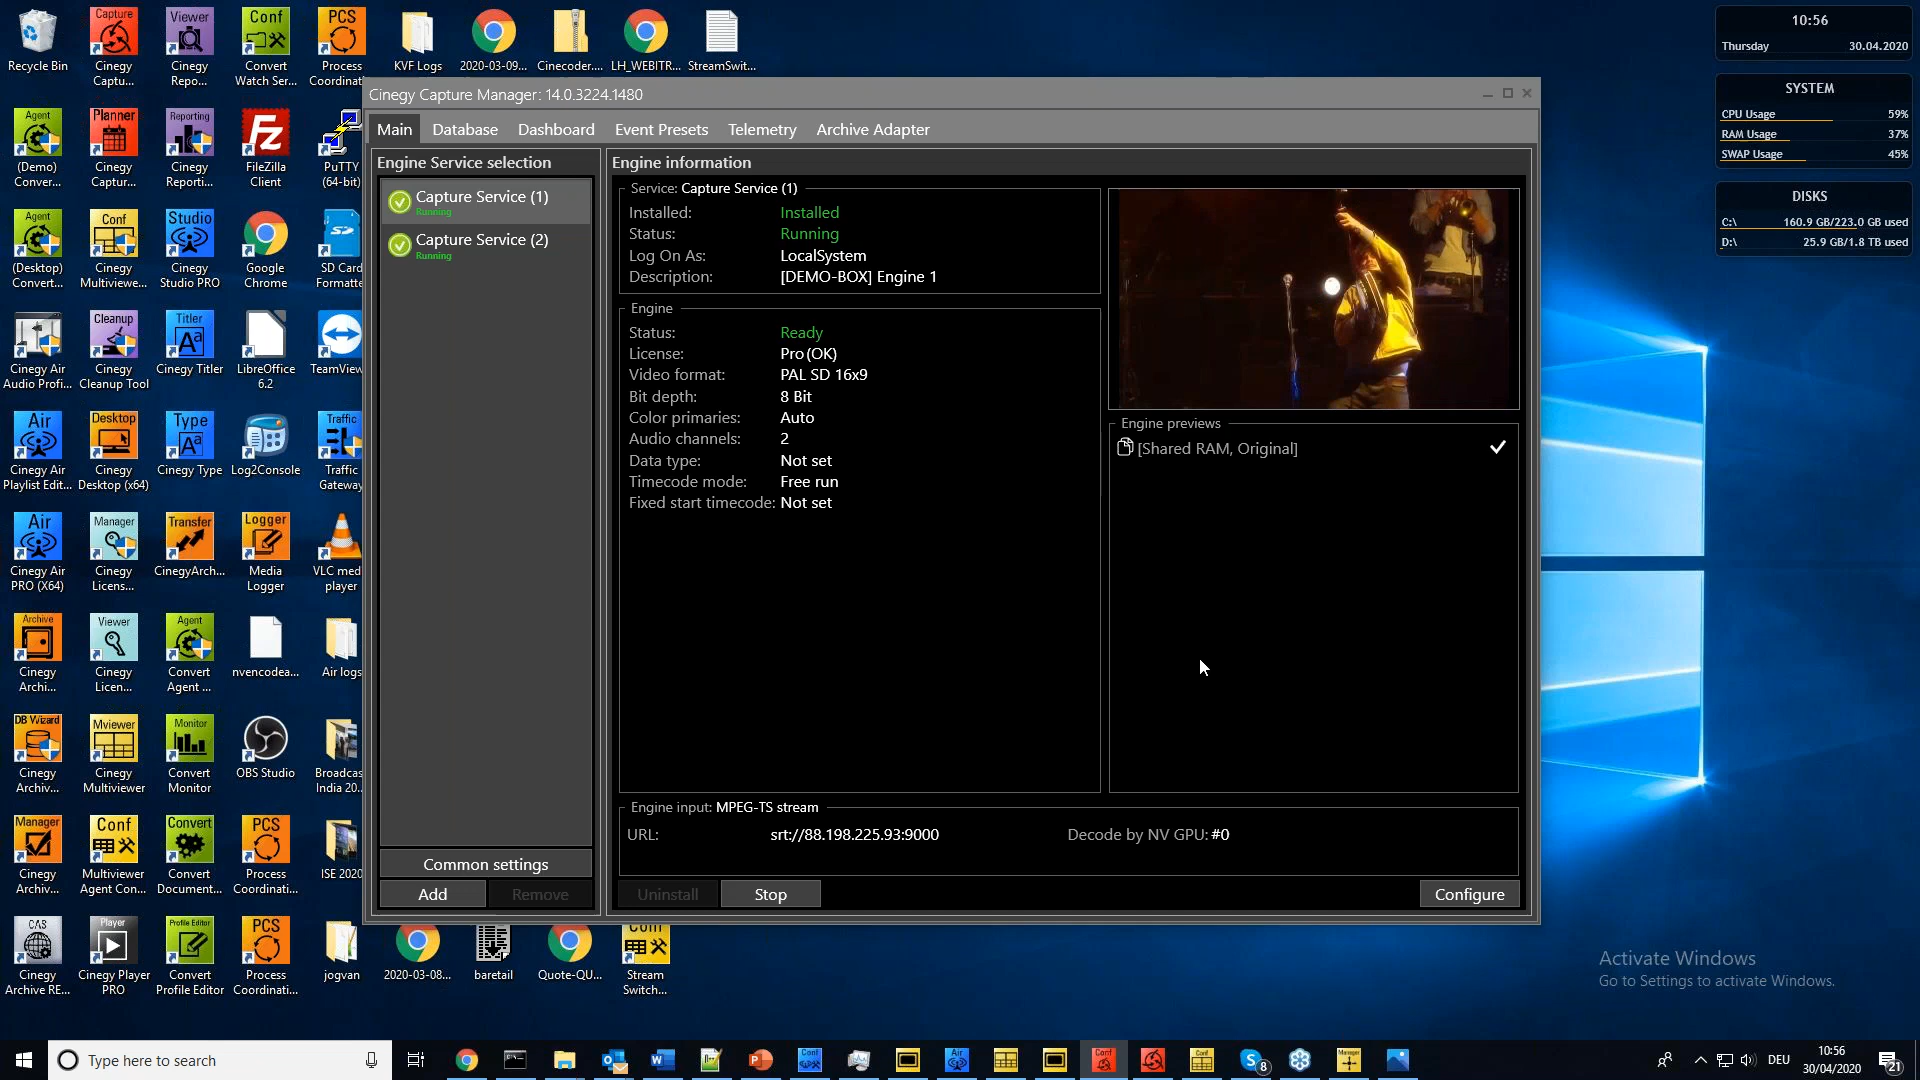 Recycle Bin
Capture
Cinegy Captu...
Viewer
Cinegy Repo...
Conf
Convert Watch Ser...
PCS
Process Coordinati
KVF Logs
2020-03-09...
Cinecoder....
LH_WEBITR...
StreamSwit...
10:56
Thursday 30.04.2020
SYSTEM
CPU Usage 59%
RAM Usage 37%
SWAP Usage 45%
DISKS
C:\ 160.9 GB/223.0 GB used
D:\ 25.9 GB/1.8 TB used
Agent
(Demo) Conver...
Planner
Cinegy Captur...
Reporting
Cinegy Reporti...
FileZilla Client
PuTTY (64-bit)
Agent
(Desktop) Convert...
Conf
Cinegy Multiviewe...
Studio
Cinegy Studio PRO
Google Chrome
SD Card Formatte
Cinegy Air Audio Profi...
Cleanup
Cinegy Cleanup Tool
Titler
Cinegy Titler
LibreOffice 6.2
TeamView
Air
Cinegy Air Playlist Edit...
Desktop
Cinegy Desktop (x64)
Type
Cinegy Type
Log2Console
Traffic
Traffic Gateway
Air
Cinegy Air PRO (X64)
Manager
Cinegy Licens...
Transfer
CinegyArch...
Logger
Media Logger
VLC med player
Archive
Cinegy Archi...
Viewer
Cinegy Licen...
Agent
Convert Agent ...
nvencodea...
Air logs
DB Wizard
Cinegy Archiv...
Mviewer
Cinegy Multiviewer
Monitor
Convert Monitor
OBS Studio
Broadcas India 20..
Manager
Cinegy Archiv...
Conf
Multiviewer Agent Con...
Convert
Convert Document...
PCS
Process Coordinati...
ISE 2020
CAS
Cinegy Archive RE...
Player
Cinegy Player PRO
Profile Editor
Convert Profile Editor
PCS
Process Coordinati...
jogvan
2020-03-08...
baretail
Quote-QU...
Conf
Stream Switch...
Cinegy Capture Manager: 14.0.3224.1480
Main Database Dashboard Event Presets Telemetry Archive Adapter
Engine Service selection
Capture Service (1)
Running
Capture Service (2)
Running
Common settings
Add Remove
Engine information
Service: Capture Service (1)
Installed: Installed
Status: Running
Log On As: LocalSystem
Description: [DEMO-BOX] Engine 1
Engine
Status: Ready
License: Pro (OK)
Video format: PAL SD 16x9
Bit depth: 8 Bit
Color primaries: Auto
Audio channels: 2
Data type: Not set
Timecode mode: Free run
Fixed start timecode: Not set
Engine previews
[Shared RAM, Original]
Engine input: MPEG-TS stream
URL: srt://88.198.225.93:9000 Decode by NV GPU: #0
Uninstall Stop Configure
Activate Windows
Go to Settings to activate Windows.
Type here to search
DEU
10:56
30/04/2020
8
21